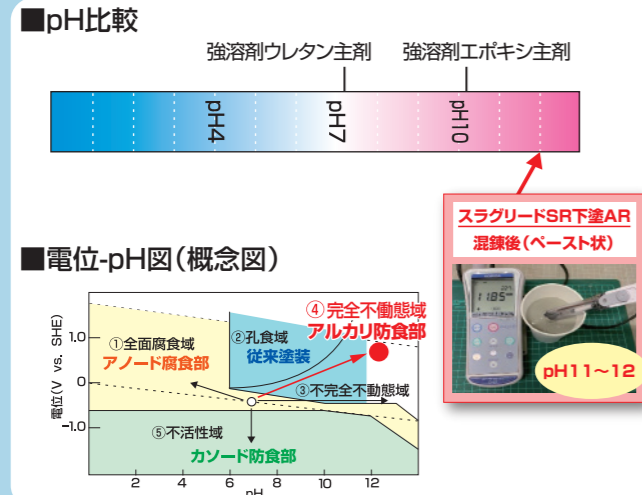 ■pH比較
強溶剤ウレタン主剤 強溶剤エポキシ主剤
pH4 pH7 pH10
スラグリードSR下塗AR
混錬後(ペースト状)
11.85
pH11〜12
■電位-pH図(概念図)
電位(V vs. SHE)
1.0
0
−1.0
①全面腐食域
アノード腐食部
②孔食域
従来塗装
④完全不働態域
アルカリ防食部
③不完全不動態域
⑤不活性域
カソード防食部
2 4 6 8 10 12 14
pH